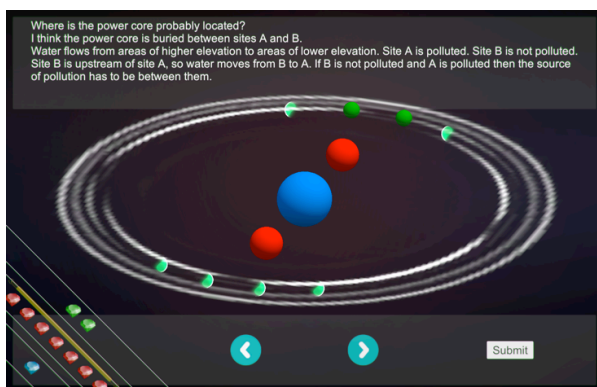 Where is the power core probably located?
I think the power core is buried between sites A and B.
Water flows from areas of higher elevation to areas of lower elevation. Site A is polluted. Site B is not polluted.
Site B is upstream of site A, so water moves from B to A. If B is not polluted and A is polluted then the source
of pollution has to be between them.
Submit